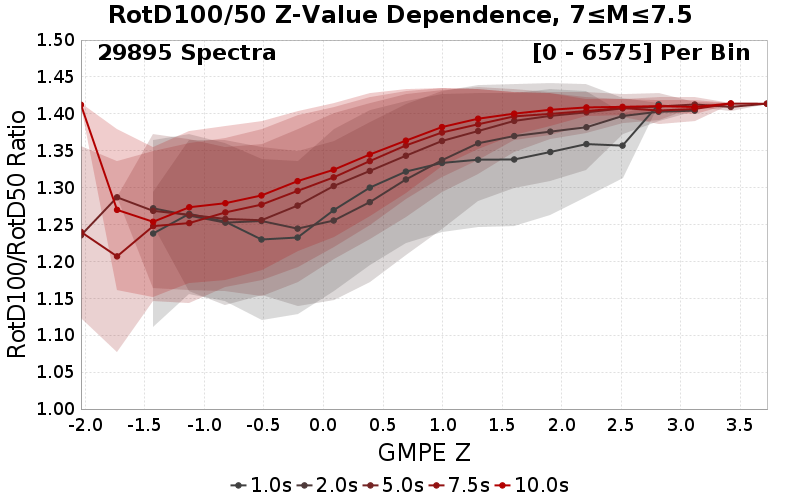 RotD100/50 Z-Value Dependence, 7≤M≤7.5
29895 Spectra
[0 - 6575] Per Bin
RotD100/RotD50 Ratio
1.50
1.45
1.40
1.35
1.30
1.25
1.20
1.15
1.10
1.05
1.00
-2.0 -1.5 -1.0 -0.5 0.0 0.5 1.0 1.5 2.0 2.5 3.0 3.5
GMPE Z
1.0s 2.0s 5.0s 7.5s 10.0s